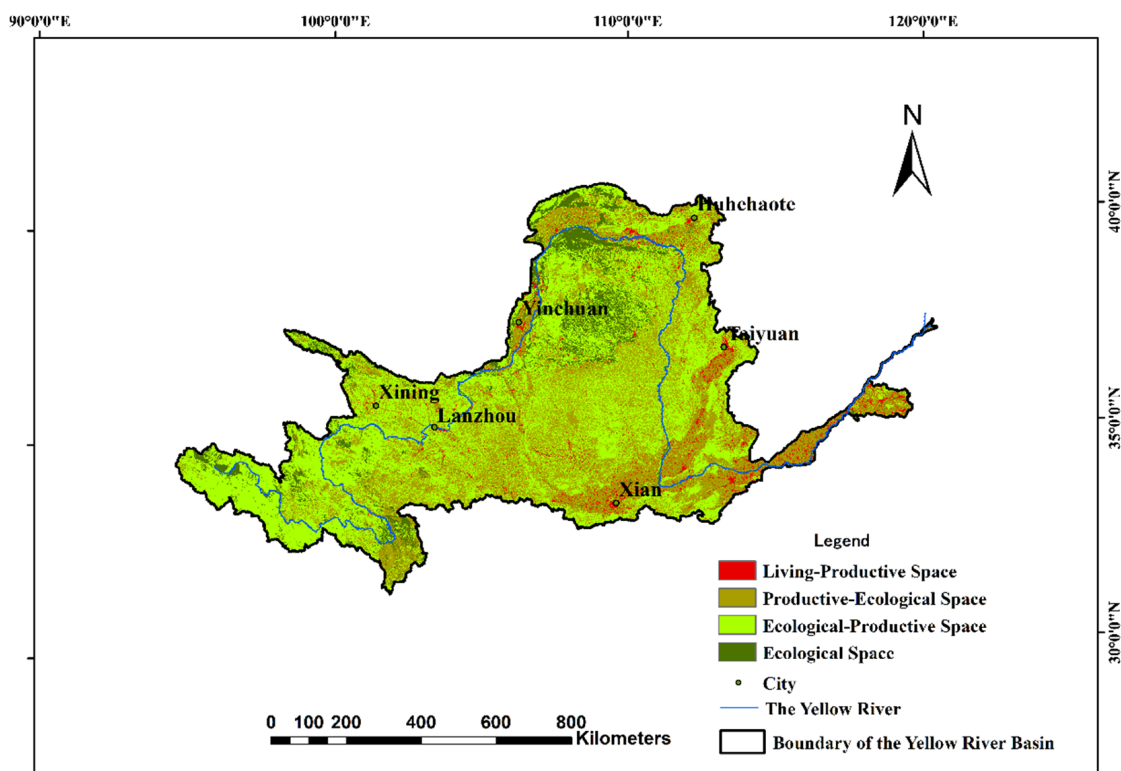 90°0'0"E 100°0'0"E 110°0'0"E 120°0'0"E
N
40°0'0"N
Huhehaote
Yinchuan
Taiyuan
Xining
Lanzhou
35°0'0"N
Xian
Legend
Living-Productive Space
Productive-Ecological Space
Ecological-Productive Space
Ecological Space
30°0'0"N
City
The Yellow River
0 100 200 400 600 800
Kilometers
Boundary of the Yellow River Basin